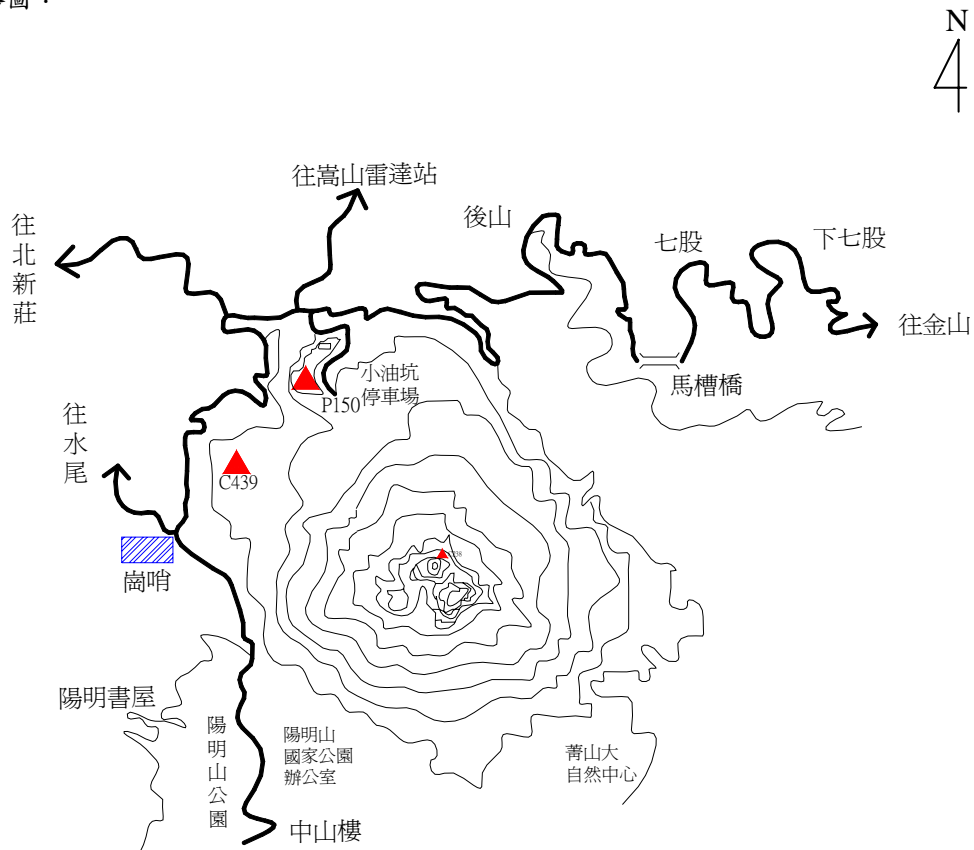 N
往嵩山雷達站
後山
往北新莊
七股
下七股
往金山
小油坑
停車場
P150
馬槽橋
往水尾
C439
崗哨
陽明書屋
陽明山公園
陽明山
國家公園
辦公室
菁山大
自然中心
中山樓